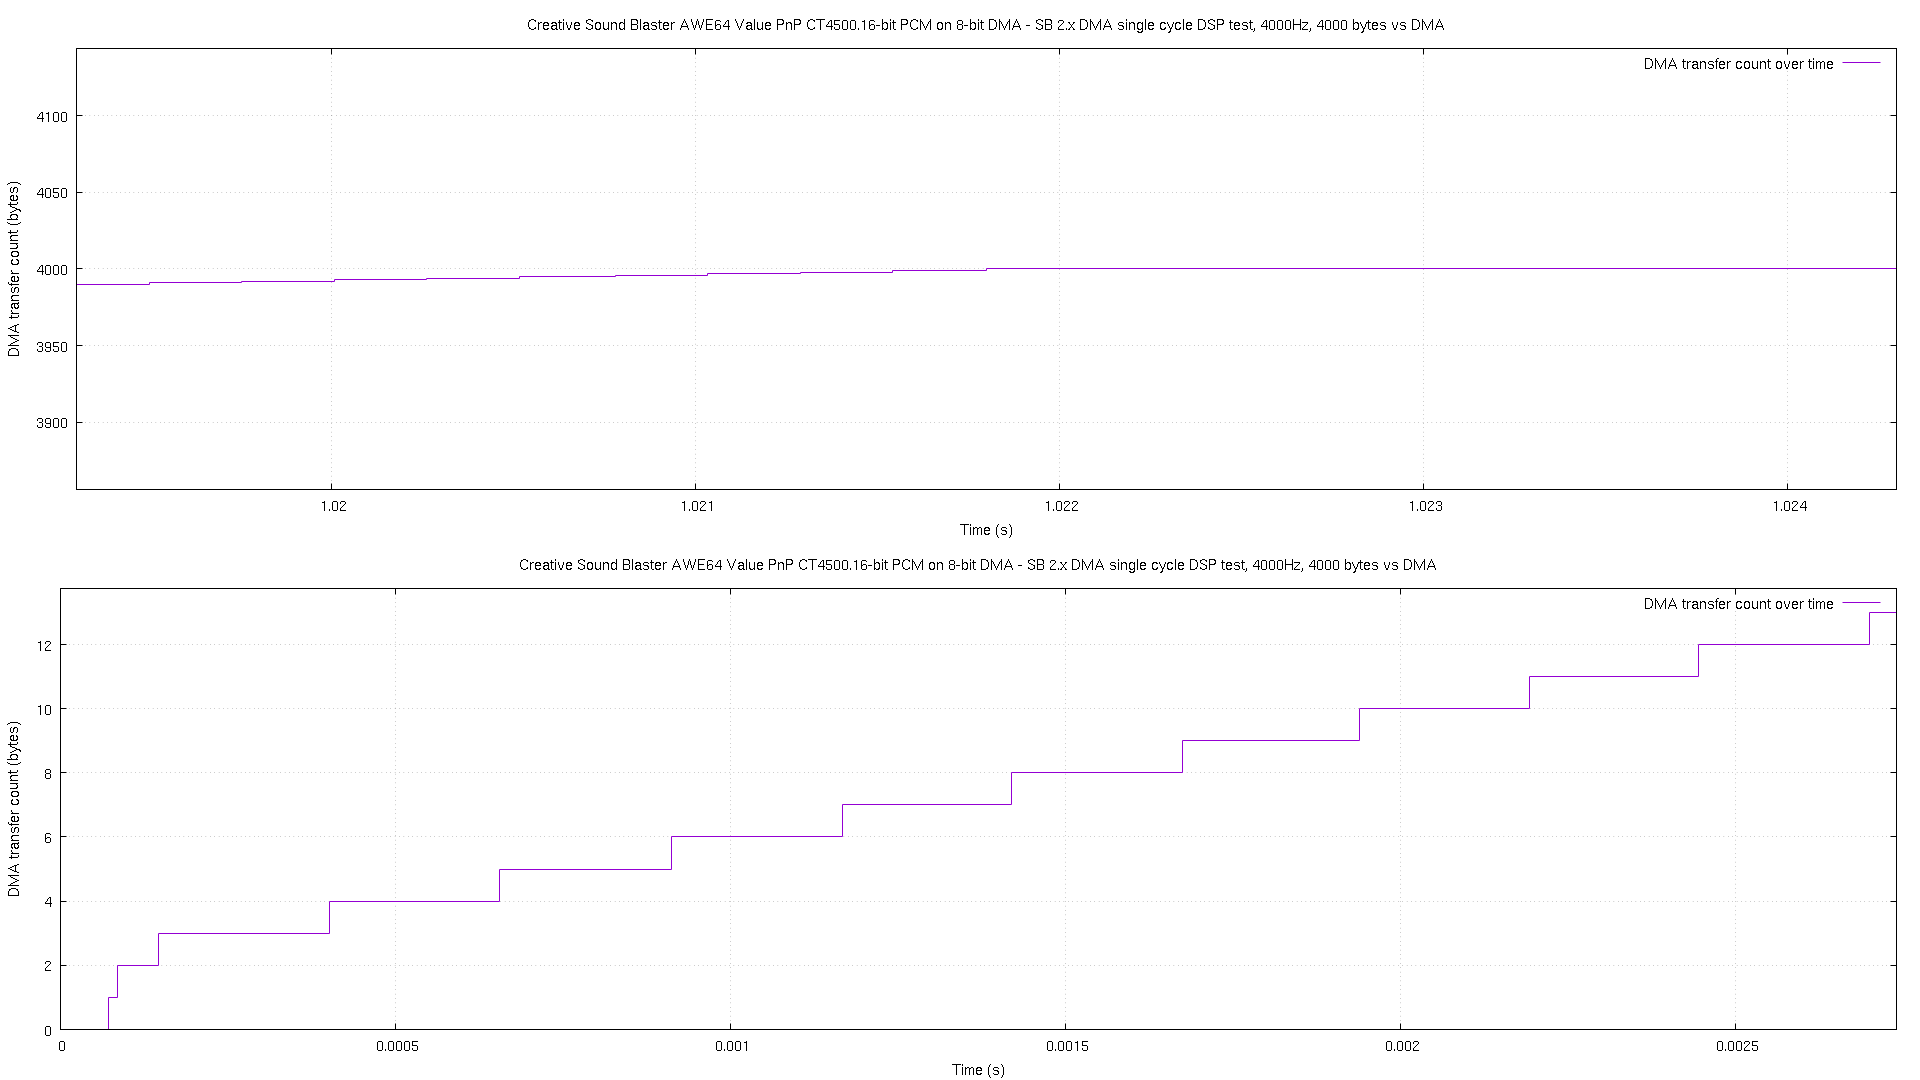 Creative Sound Blaster AWE64 Value PnP CT4500.16-bit PCM on 8-bit DMA - SB 2.x DMA single cycle DSP test, 4000Hz, 4000 bytes vs DMA
DMA transfer count over time
4100
4050
4000
3950
3900
DMA transfer count (bytes)
1.02 1.021 1.022 1.023 1.024
Time (s)
Creative Sound Blaster AWE64 Value PnP CT4500.16-bit PCM on 8-bit DMA - SB 2.x DMA single cycle DSP test, 4000Hz, 4000 bytes vs DMA
DMA transfer count over time
12
10
8
6
4
2
0
DMA transfer count (bytes)
0 0.0005 0.001 0.0015 0.002 0.0025
Time (s)